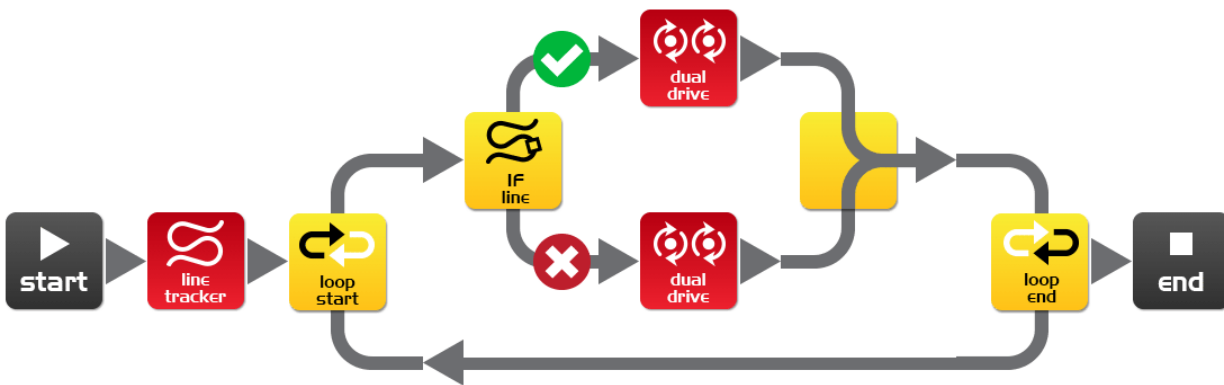 start
line
tracker
loop
start
IF
line
dual
drive
dual
drive
loop
end
end